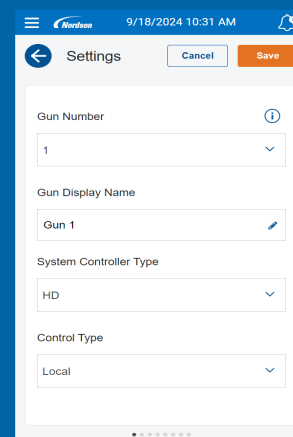 Nordson 9/18/2024 10:31 AM
Settings Cancel Save
Gun Number
1
Gun Display Name
Gun 1
System Controller Type
HD
Control Type
Local